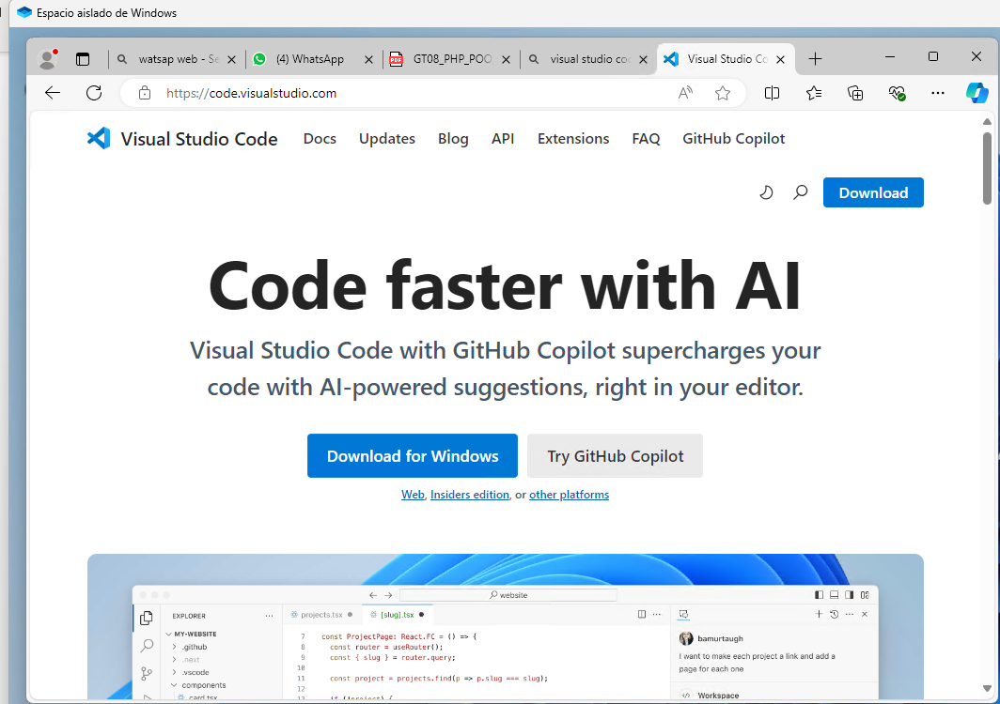 Espacio aislado de Windows
watsap web - Se
(4) WhatsApp
GT08_PHP_POO
visual studio co
Visual Studio Co
https://code.visualstudio.com
Visual Studio Code
Docs
Updates
Blog
API
Extensions
FAQ
GitHub Copilot
Download
Code faster with AI
Visual Studio Code with GitHub Copilot supercharges your
code with AI-powered suggestions, right in your editor.
Download for Windows
Try GitHub Copilot
Web, Insiders edition, or other platforms
website
EXPLORER
projects.tsx
[slug].tsx
MY-WEBSITE
.github
.next
.vscode
components
card.tsx
7 const ProjectPage: React.FC = () => {
8 const router = useRouter();
9 const { slug } = router.query;
10
11 const project = projects.find(p => p.slug === slug);
12
13 if (!project) {
bamurtaugh
I want to make each project a link and add a
page for each one
Workspace